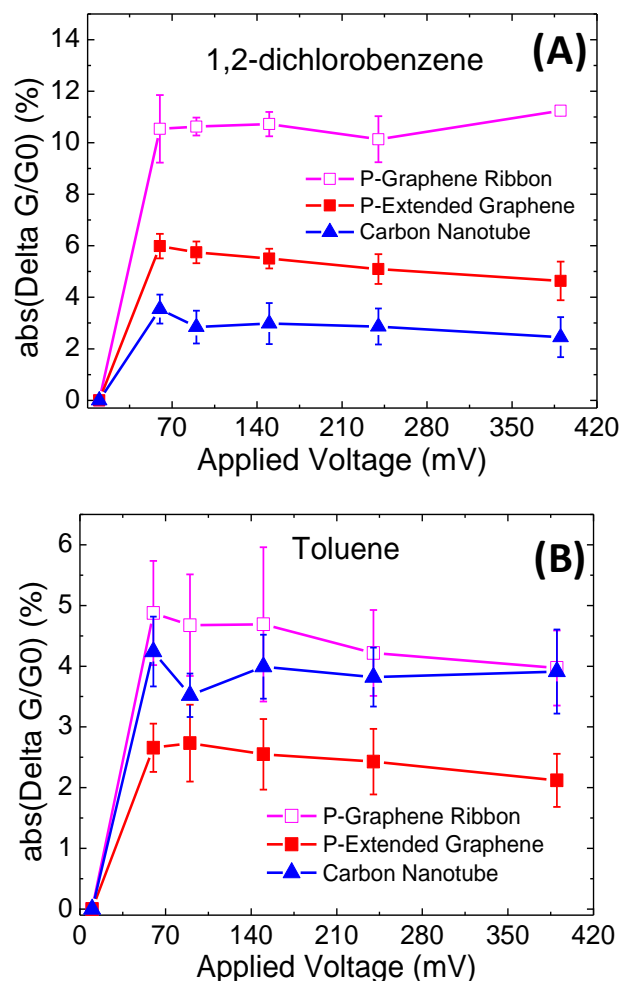 (A)
1,2-dichlorobenzene
14
12
10
8
6
4
2
0
abs(Delta G/G0) (%)
P-Graphene Ribbon
P-Extended Graphene
Carbon Nanotube
70 140 210 280 350 420
Applied Voltage (mV)
(B)
Toluene
6
5
4
3
2
1
0
abs(Delta G/G0) (%)
P-Graphene Ribbon
P-Extended Graphene
Carbon Nanotube
0 70 140 210 280 350 420
Applied Voltage (mV)